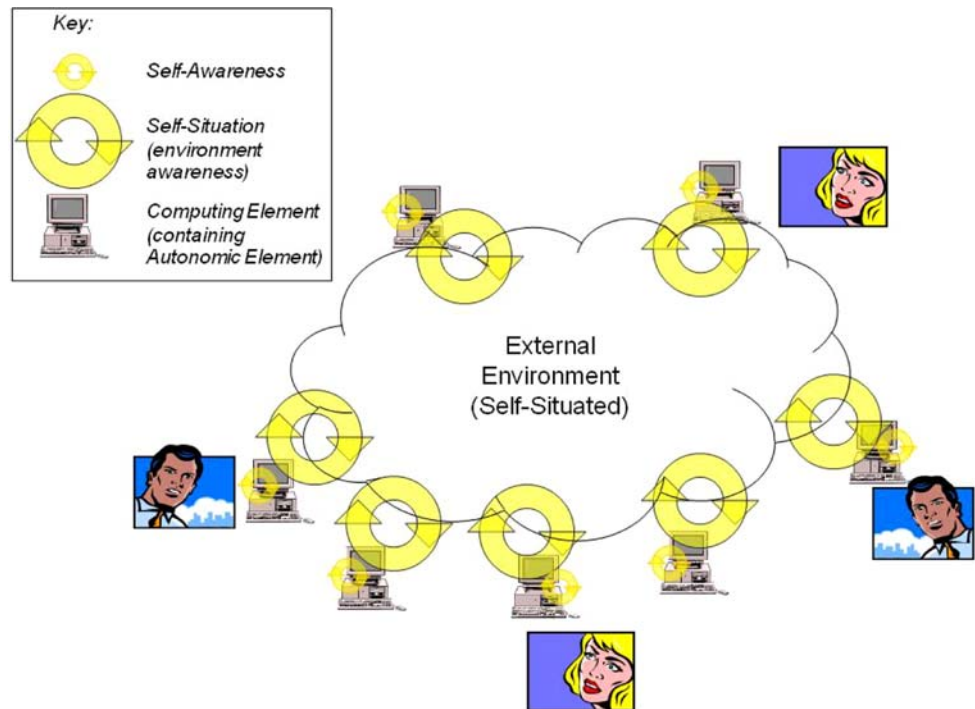 Key:
Self-Awareness
Self-Situation
(environment
awareness)
Computing Element
(containing
Autonomic Element)
External
Environment
(Self-Situated)